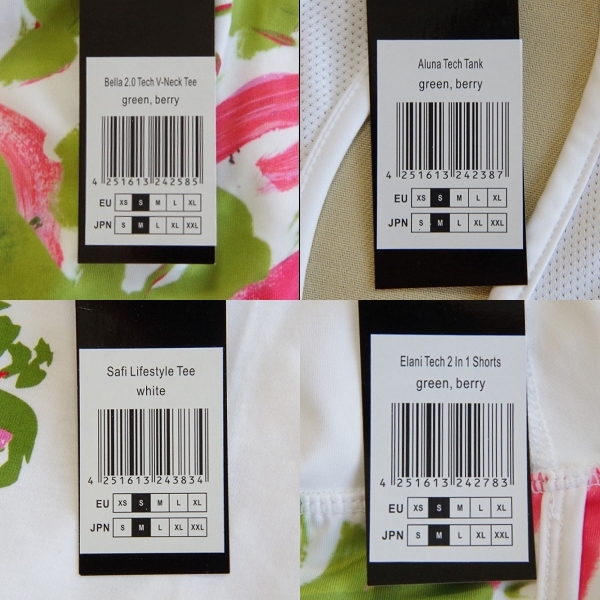 Bella 2.0 Tech V-Neck Tee
green, berry
4 251613 242585
EU XS S M L XL
JPN S M L XL XXL
Aluna Tech Tank
green, berry
4 251613 242387
EU XS S M L XL
JPN S M L XL XXL
Safi Lifestyle Tee
white
4 251613 243834
EU XS S M L XL
JPN S M L XL XXL
Elani Tech 2 In 1 Shorts
green, berry
4 251613 242783
EU XS S M L XL
JPN S M L XL XXL